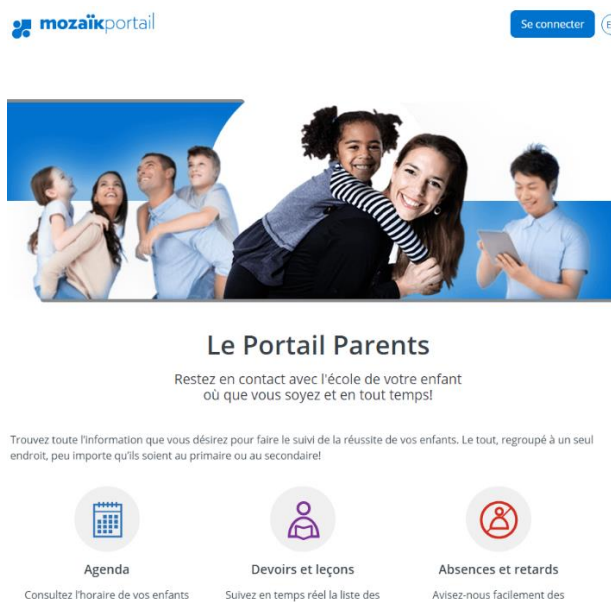 mozaïkportail
Se connecter
Le Portail Parents
Restez en contact avec l'école de votre enfant
où que vous soyez et en tout temps!
Trouvez toute l'information que vous désirez pour faire le suivi de la réussite de vos enfants. Le tout, regroupé à un seul
endroit, peu importe qu'ils soient au primaire ou au secondaire!
Agenda
Devoirs et leçons
Absences et retards
Consultez l'horaire de vos enfants
Suivez en temps réel la liste des
Avisez-nous facilement des